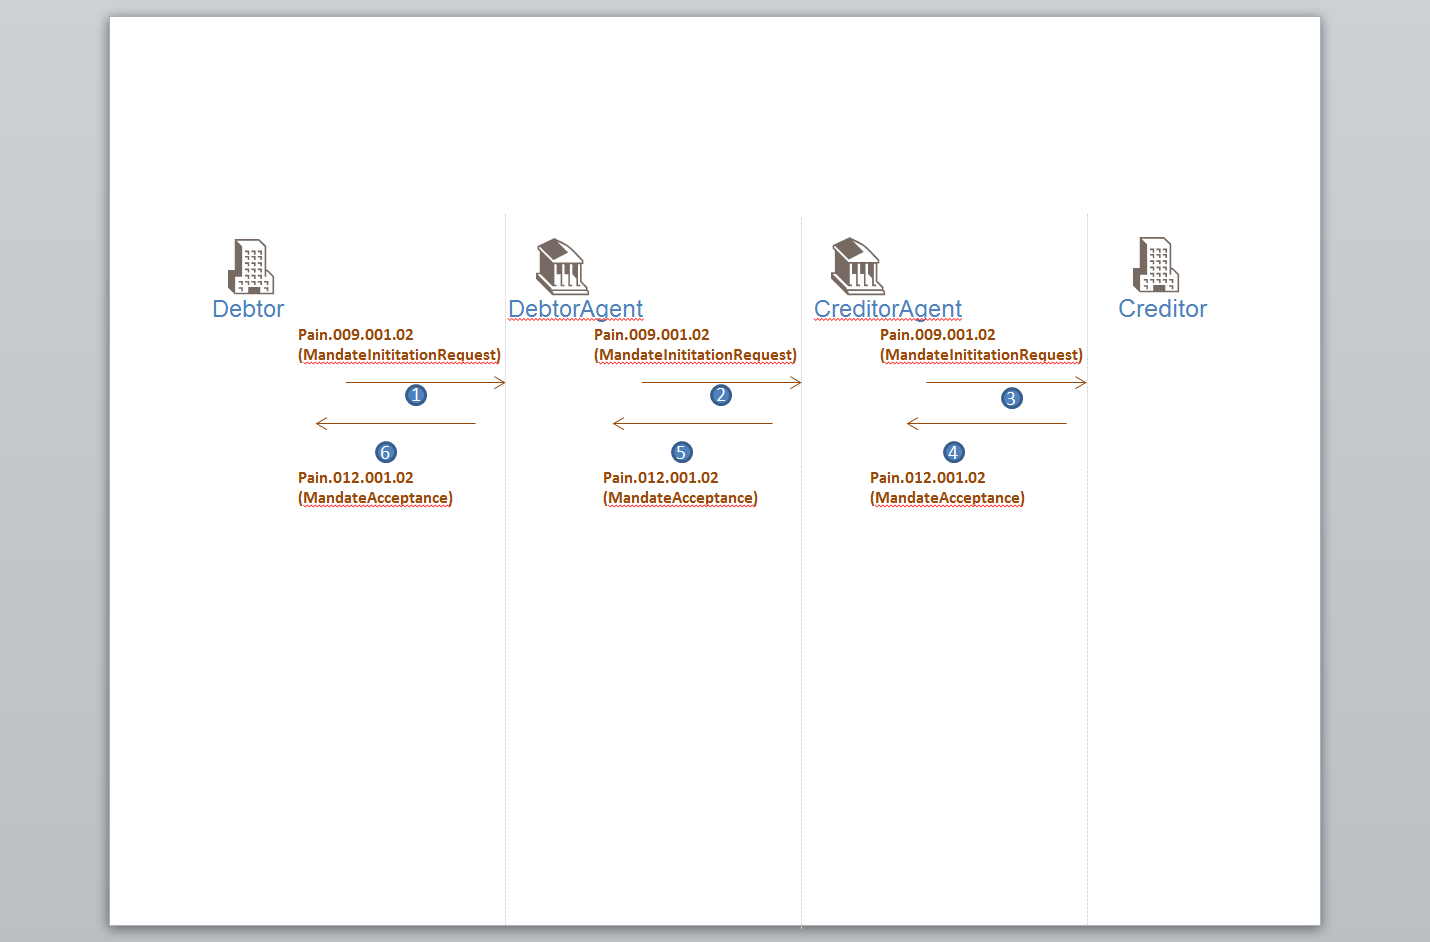 Debtor
DebtorAgent
CreditorAgent
Creditor
Pain.009.001.02
(MandateInititationRequest)
Pain.009.001.02
(MandateInititationRequest)
Pain.009.001.02
(MandateInititationRequest)
1
2
3
6
5
4
Pain.012.001.02
(MandateAcceptance)
Pain.012.001.02
(MandateAcceptance)
Pain.012.001.02
(MandateAcceptance)